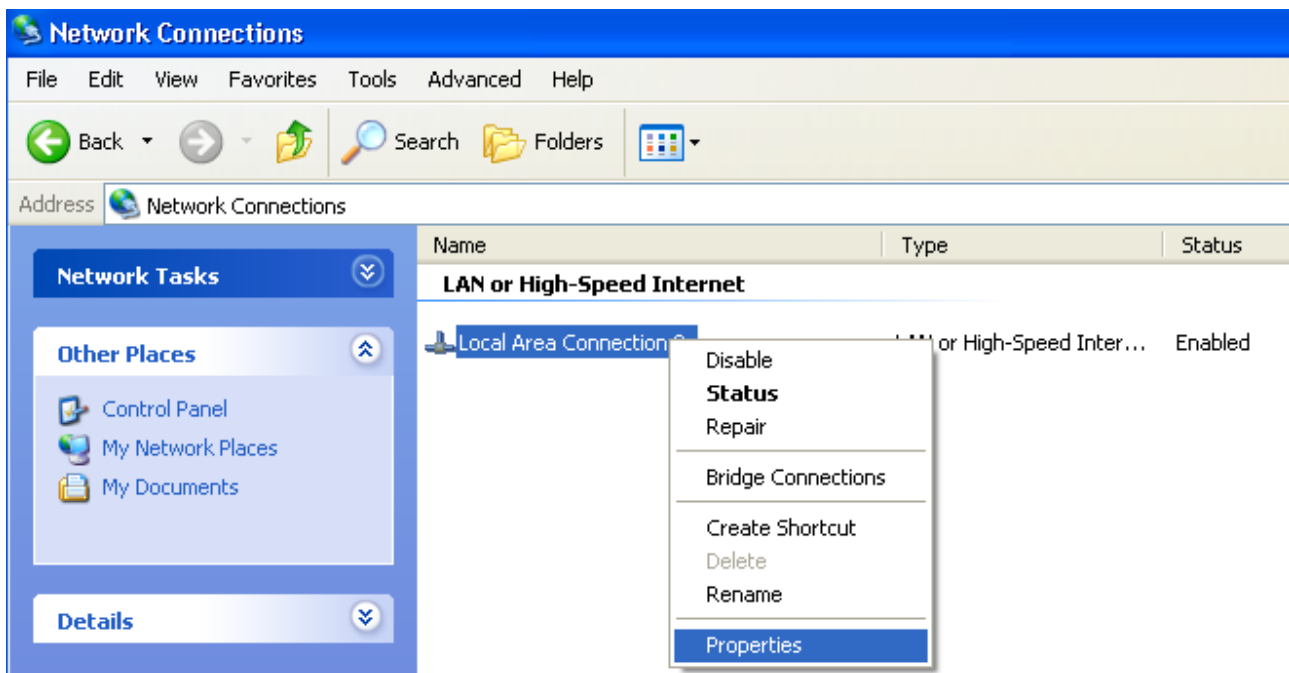 Network Connections
File Edit View Favorites Tools Advanced Help
Back Search Folders
Address Network Connections
Name Type Status
Network Tasks
LAN or High-Speed Internet
Local Area Connection or High-Speed Inter... Enabled
Other Places
Control Panel
My Network Places
My Documents
Details
Disable
Status
Repair
Bridge Connections
Create Shortcut
Delete
Rename
Properties